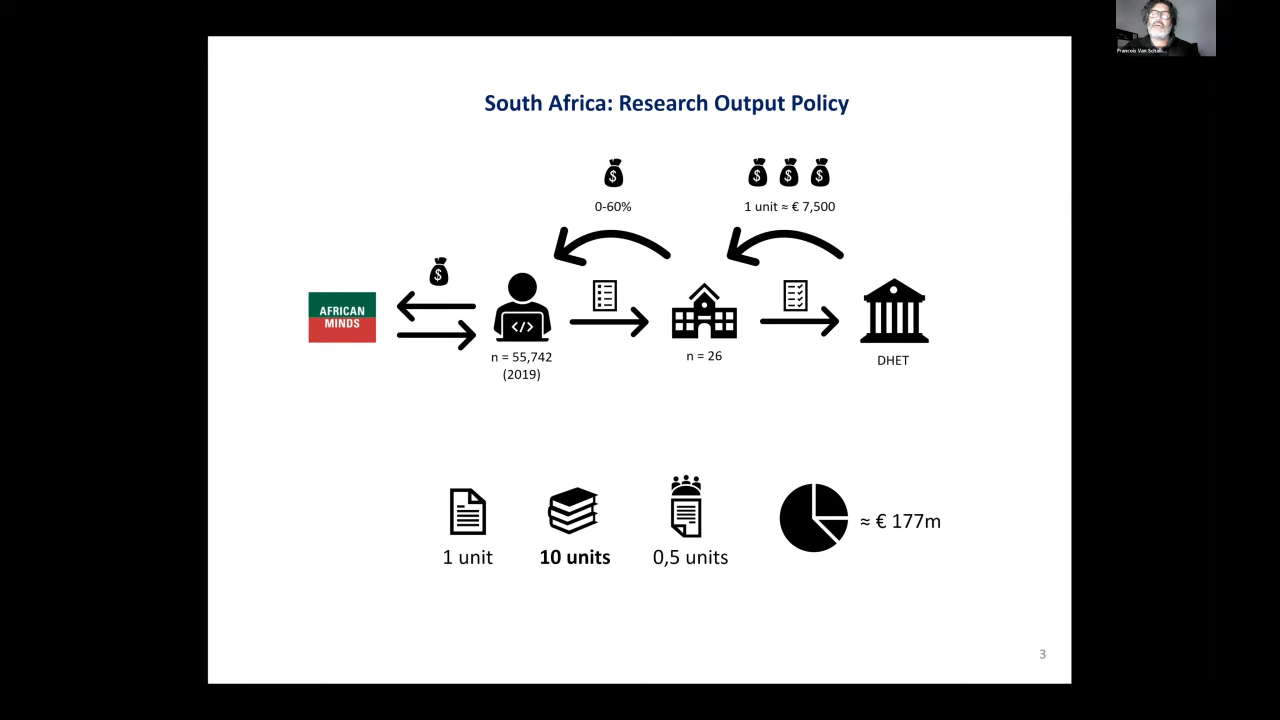 South Africa: Research Output Policy
0-60%
1 unit ≈ € 7,500
AFRICAN
MINDS
n = 55,742
(2019)
n = 26
DHET
1 unit
10 units
0,5 units
≈ € 177m
3